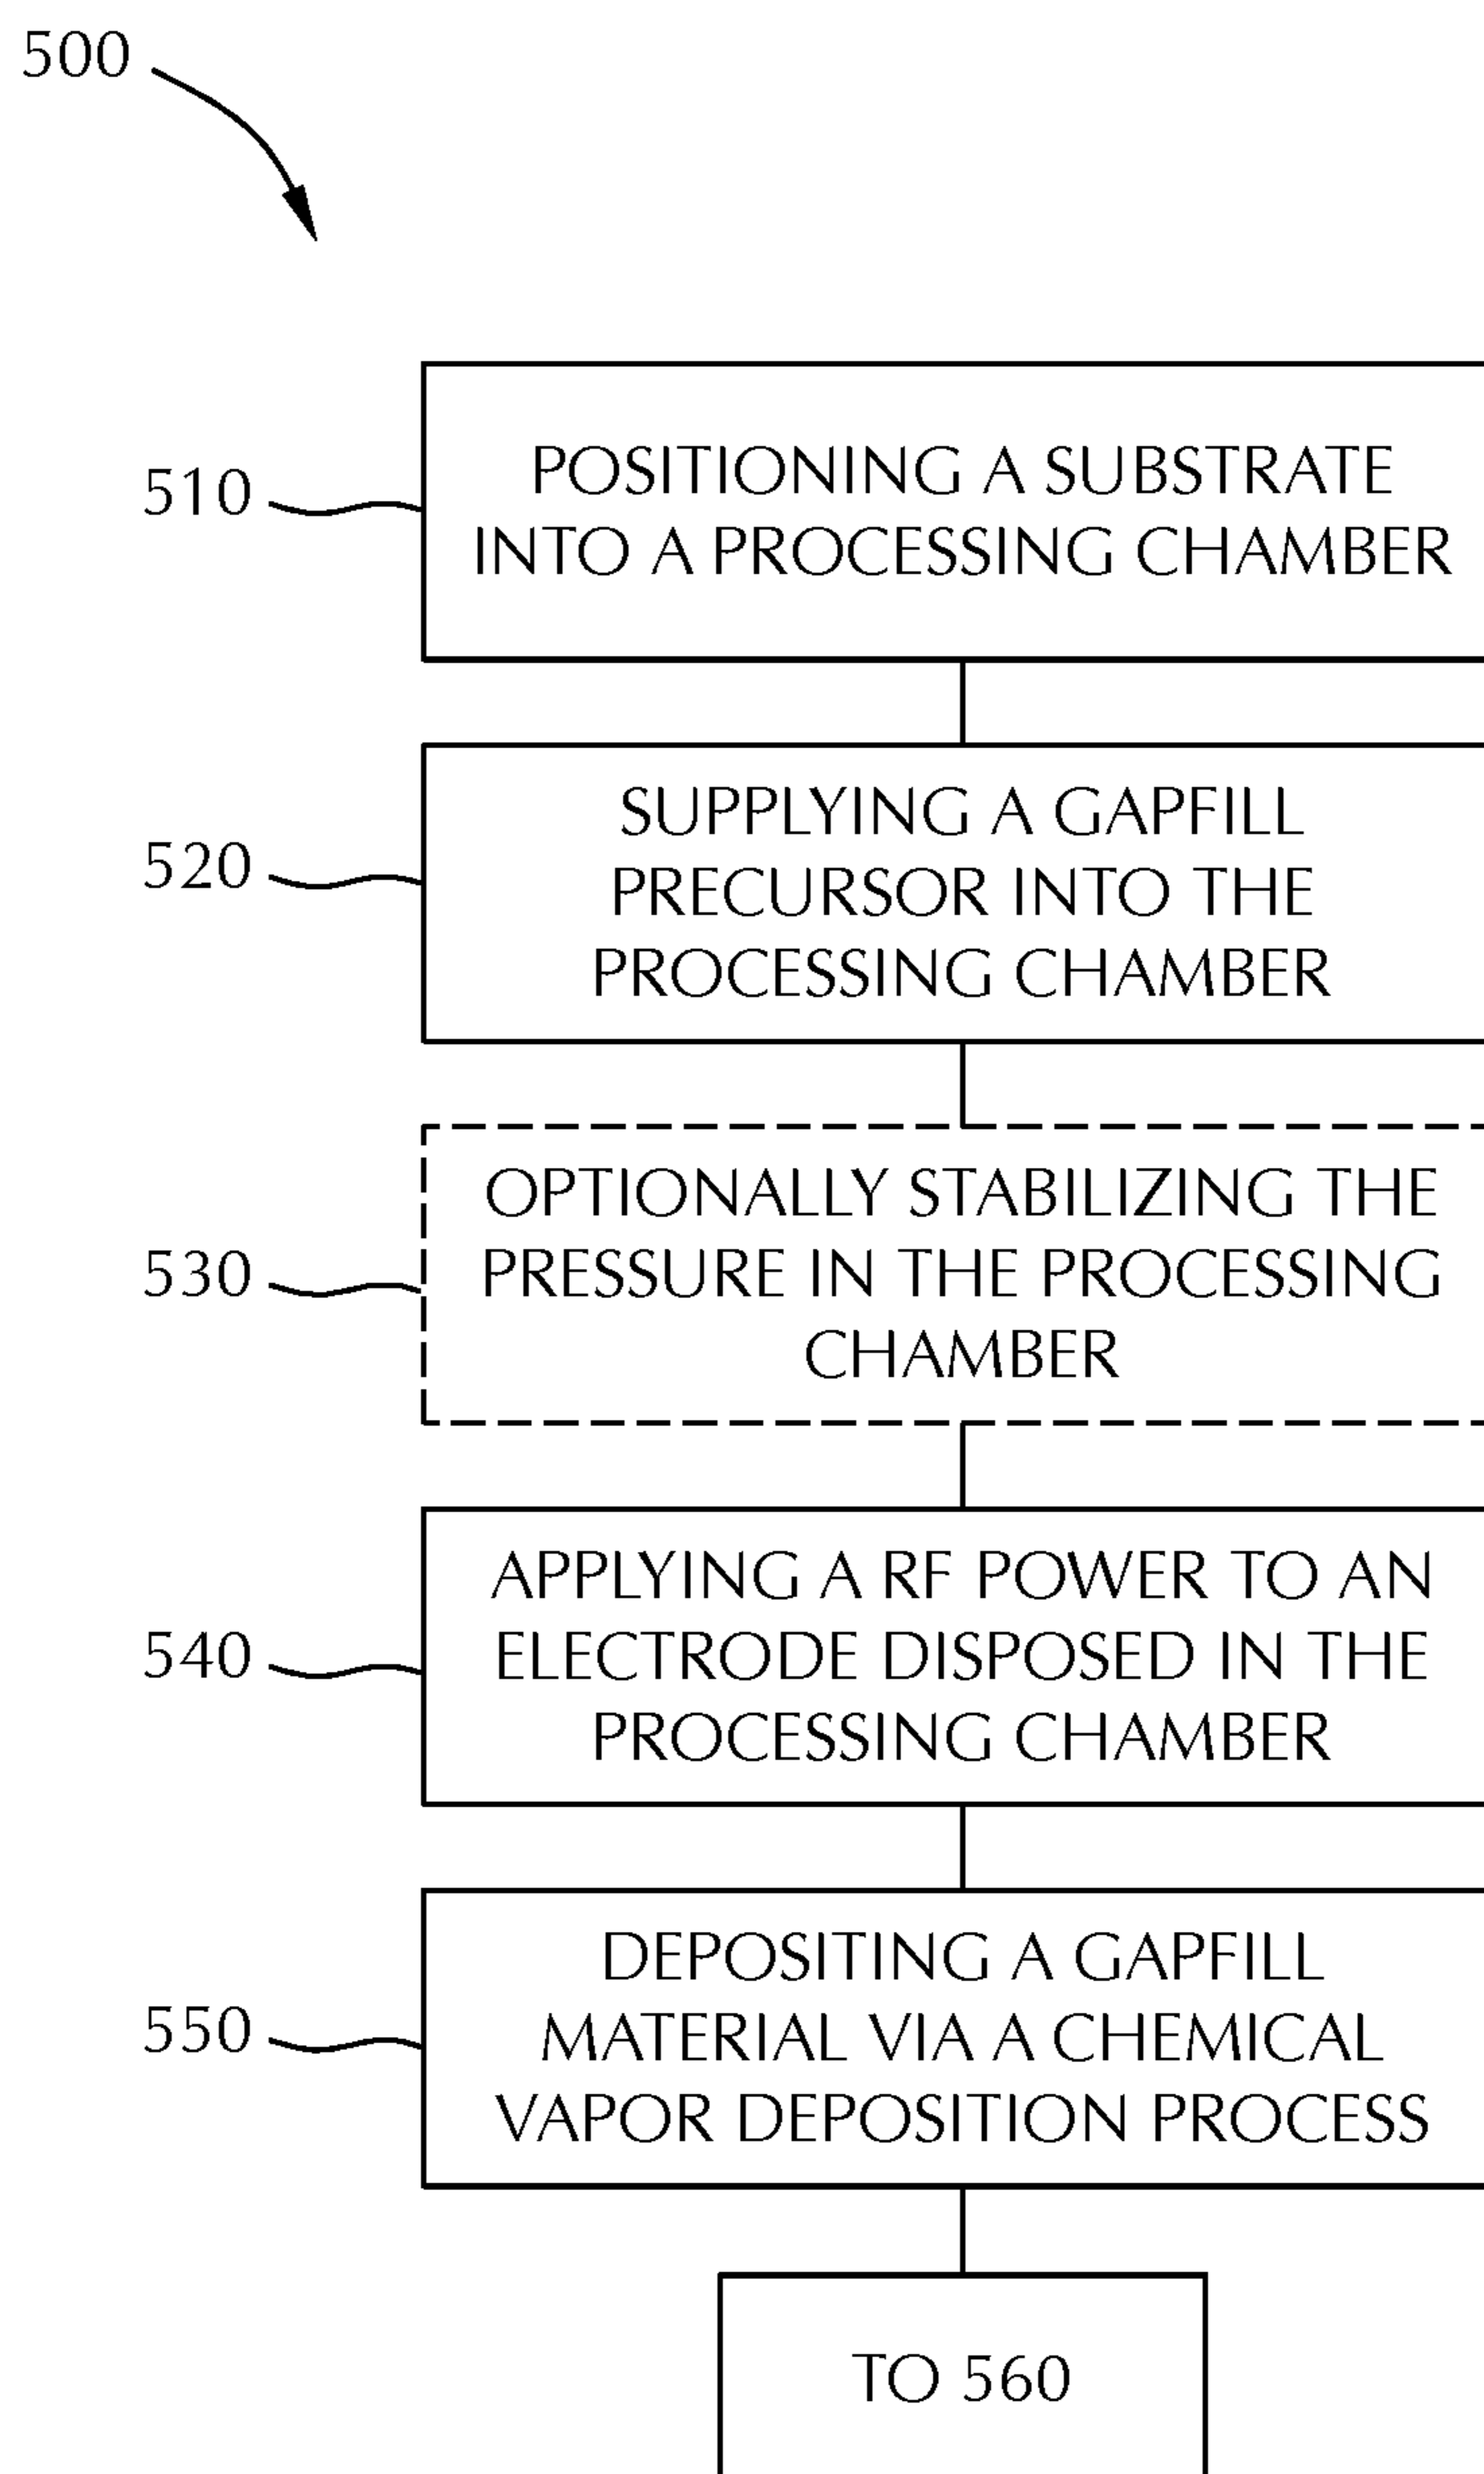 500
510
POSITIONING A SUBSTRATE
INTO A PROCESSING CHAMBER
520
SUPPLYING A GAPFILL
PRECURSOR INTO THE
PROCESSING CHAMBER
530
OPTIONALLY STABILIZING THE
PRESSURE IN THE PROCESSING
CHAMBER
540
APPLYING A RF POWER TO AN
ELECTRODE DISPOSED IN THE
PROCESSING CHAMBER
550
DEPOSITING A GAPFILL
MATERIAL VIA A CHEMICAL
VAPOR DEPOSITION PROCESS
TO 560